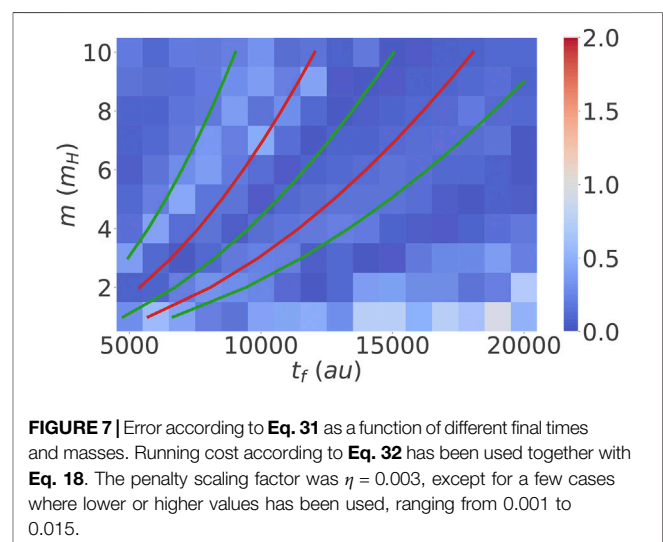 10
8
6
4
2
m (m_H)
5000 10000 15000 20000
t_f (au)
2.0
1.5
1.0
0.5
0.0
FIGURE 7 | Error according to Eq. 31 as a function of different final times
and masses. Running cost according to Eq. 32 has been used together with
Eq. 18. The penalty scaling factor was η = 0.003, except for a few cases
where lower or higher values has been used, ranging from 0.001 to
0.015.